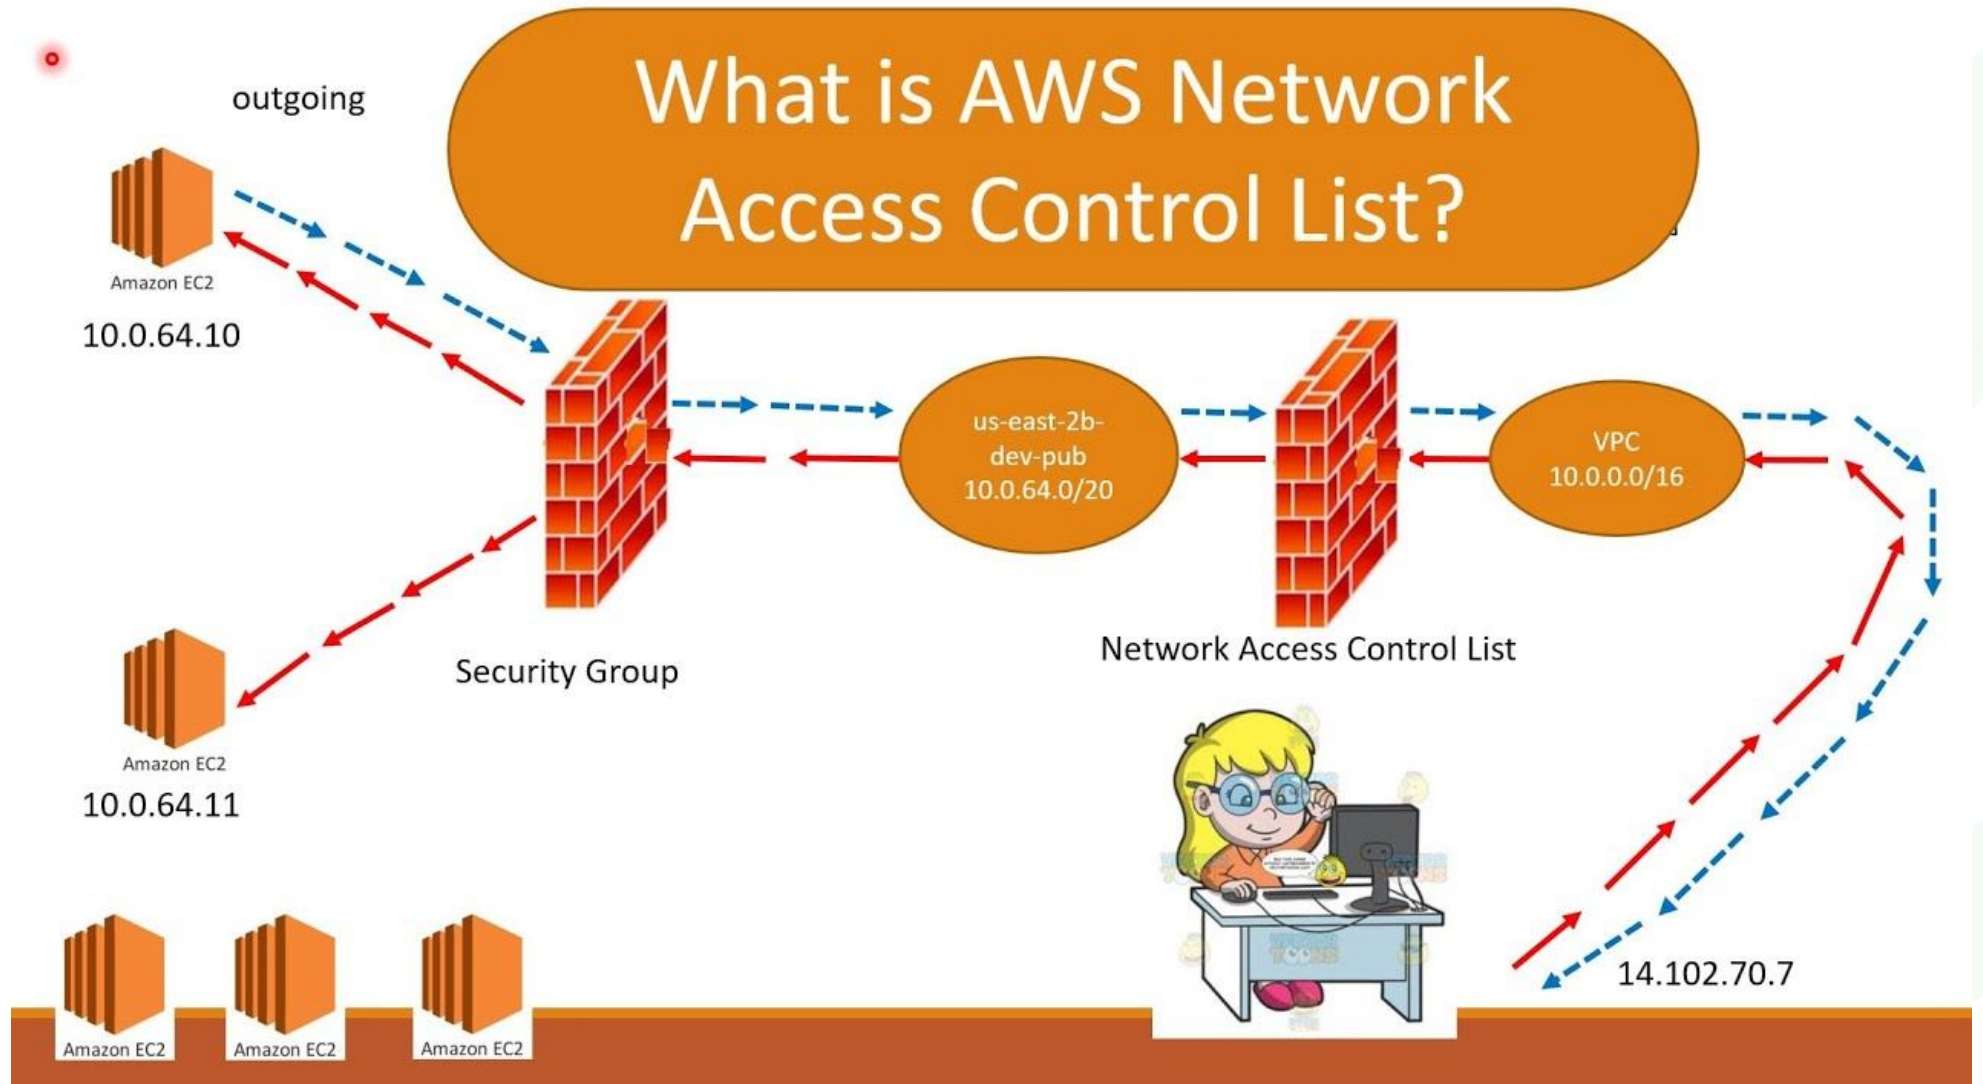 What is AWS Network
Access Control List?
outgoing
Amazon EC2
10.0.64.10
us-east-2b-
dev-pub
10.0.64.0/20
VPC
10.0.0.0/16
Security Group
Network Access Control List
Amazon EC2
10.0.64.11
14.102.70.7
Amazon EC2
Amazon EC2
Amazon EC2